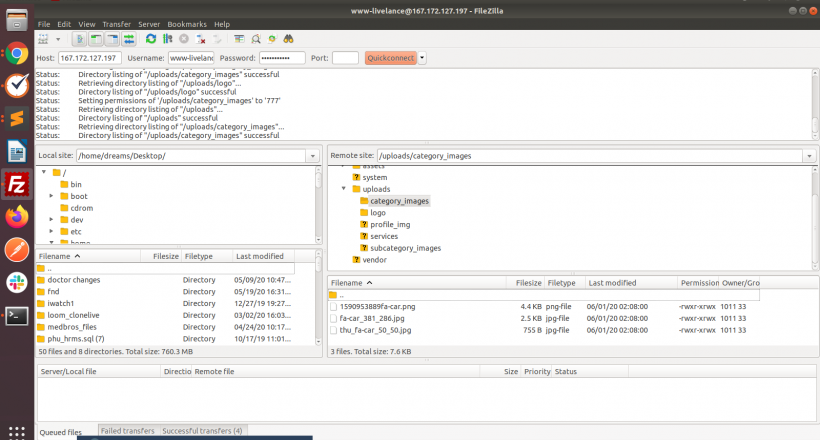 www-livelance@167.172.127.197 - FileZilla
File Edit View Transfer Server Bookmarks Help
Host: 167.172.127.197 Username: www-livelanc Password: •••••••••••• Port: Quickconnect
Status: Directory listing of "/uploads/category_images" successful
Status: Retrieving directory listing of "/uploads/logo"...
Status: Directory listing of "/uploads/logo" successful
Status: Setting permissions of '/uploads/category_images' to '777'
Status: Retrieving directory listing of "/uploads"...
Status: Directory listing of "/uploads" successful
Status: Retrieving directory listing of "/uploads/category_images"...
Status: Directory listing of "/uploads/category_images" successful
Local site: /home/dreams/Desktop/
/
bin
boot
cdrom
dev
etc
home
Filename Filesize Filetype Last modified
..
doctor changes Directory 05/09/20 10:47...
fnd Directory 05/19/20 16:31...
iwatch1 Directory 12/27/19 19:27...
loom_clonelive Directory 03/02/20 16:03...
medbros_files Directory 04/24/20 10:17...
phu_hrms.sql (7) Directory 10/17/19 11:01...
50 files and 8 directories. Total size: 760.3 MB
Remote site: /uploads/category_images
assets
system
uploads
category_images
logo
profile_img
services
subcategory_images
vendor
Filename Filesize Filetype Last modified Permission Owner/Gro
..
1590953889fa-car.png 4.4 KB png-file 06/01/20 02:08:00 -rwxr-xrwx 1011 33
fa-car_381_286.jpg 2.5 KB jpg-file 06/01/20 02:08:00 -rwxr-xrwx 1011 33
thu_fa-car_50_50.jpg 755 B jpg-file 06/01/20 02:08:00 -rwxr-xrwx 1011 33
3 files. Total size: 7.6 KB
Server/Local file Directio Remote file Size Priority Status
Queued files Failed transfers Successful transfers (4)